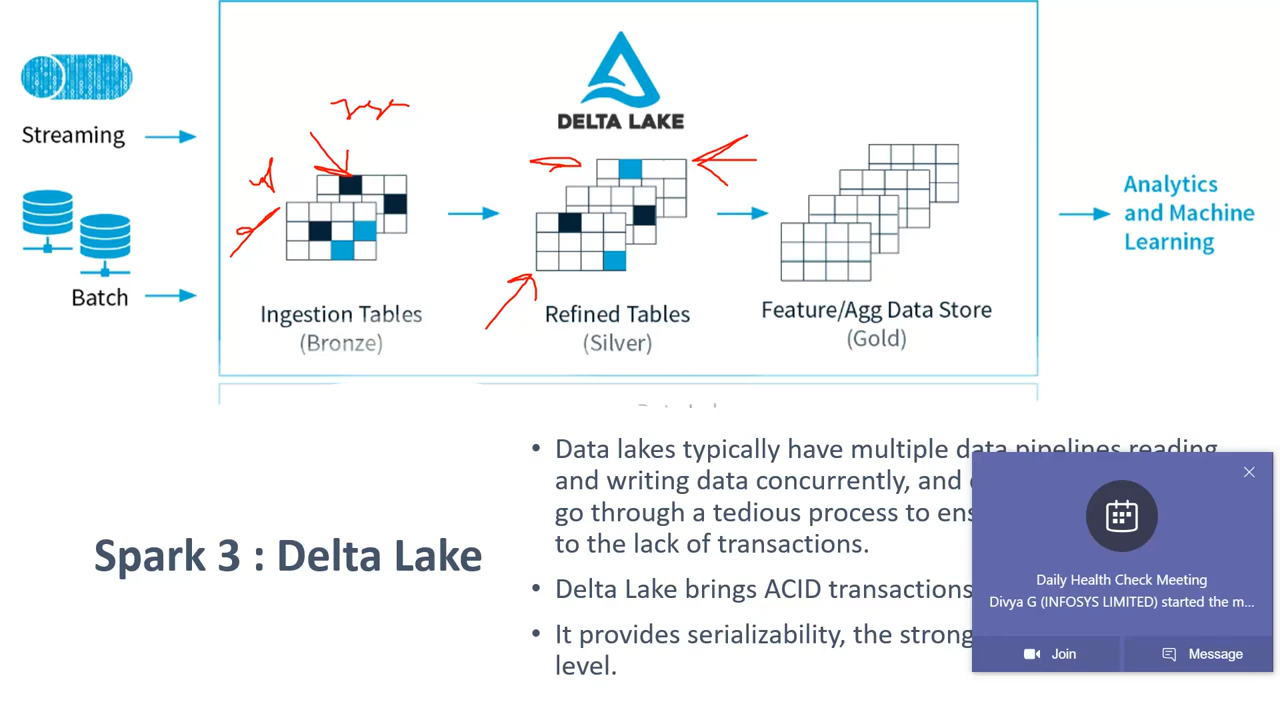 DELTA LAKE
Streaming
Batch
Ingestion Tables
(Bronze)
Refined Tables
(Silver)
Feature/Agg Data Store
(Gold)
Analytics
and Machine
Learning
Spark 3 : Delta Lake
• Data lakes typically have multiple data pipelines reading
and writing data concurrently, and
go through a tedious process to
to the lack of transactions.
• Delta Lake brings ACID transactions
• It provides serializability, the
level.
Daily Health Check Meeting
Divya G (INFOSYS LIMITED) started the m...
Join
Message